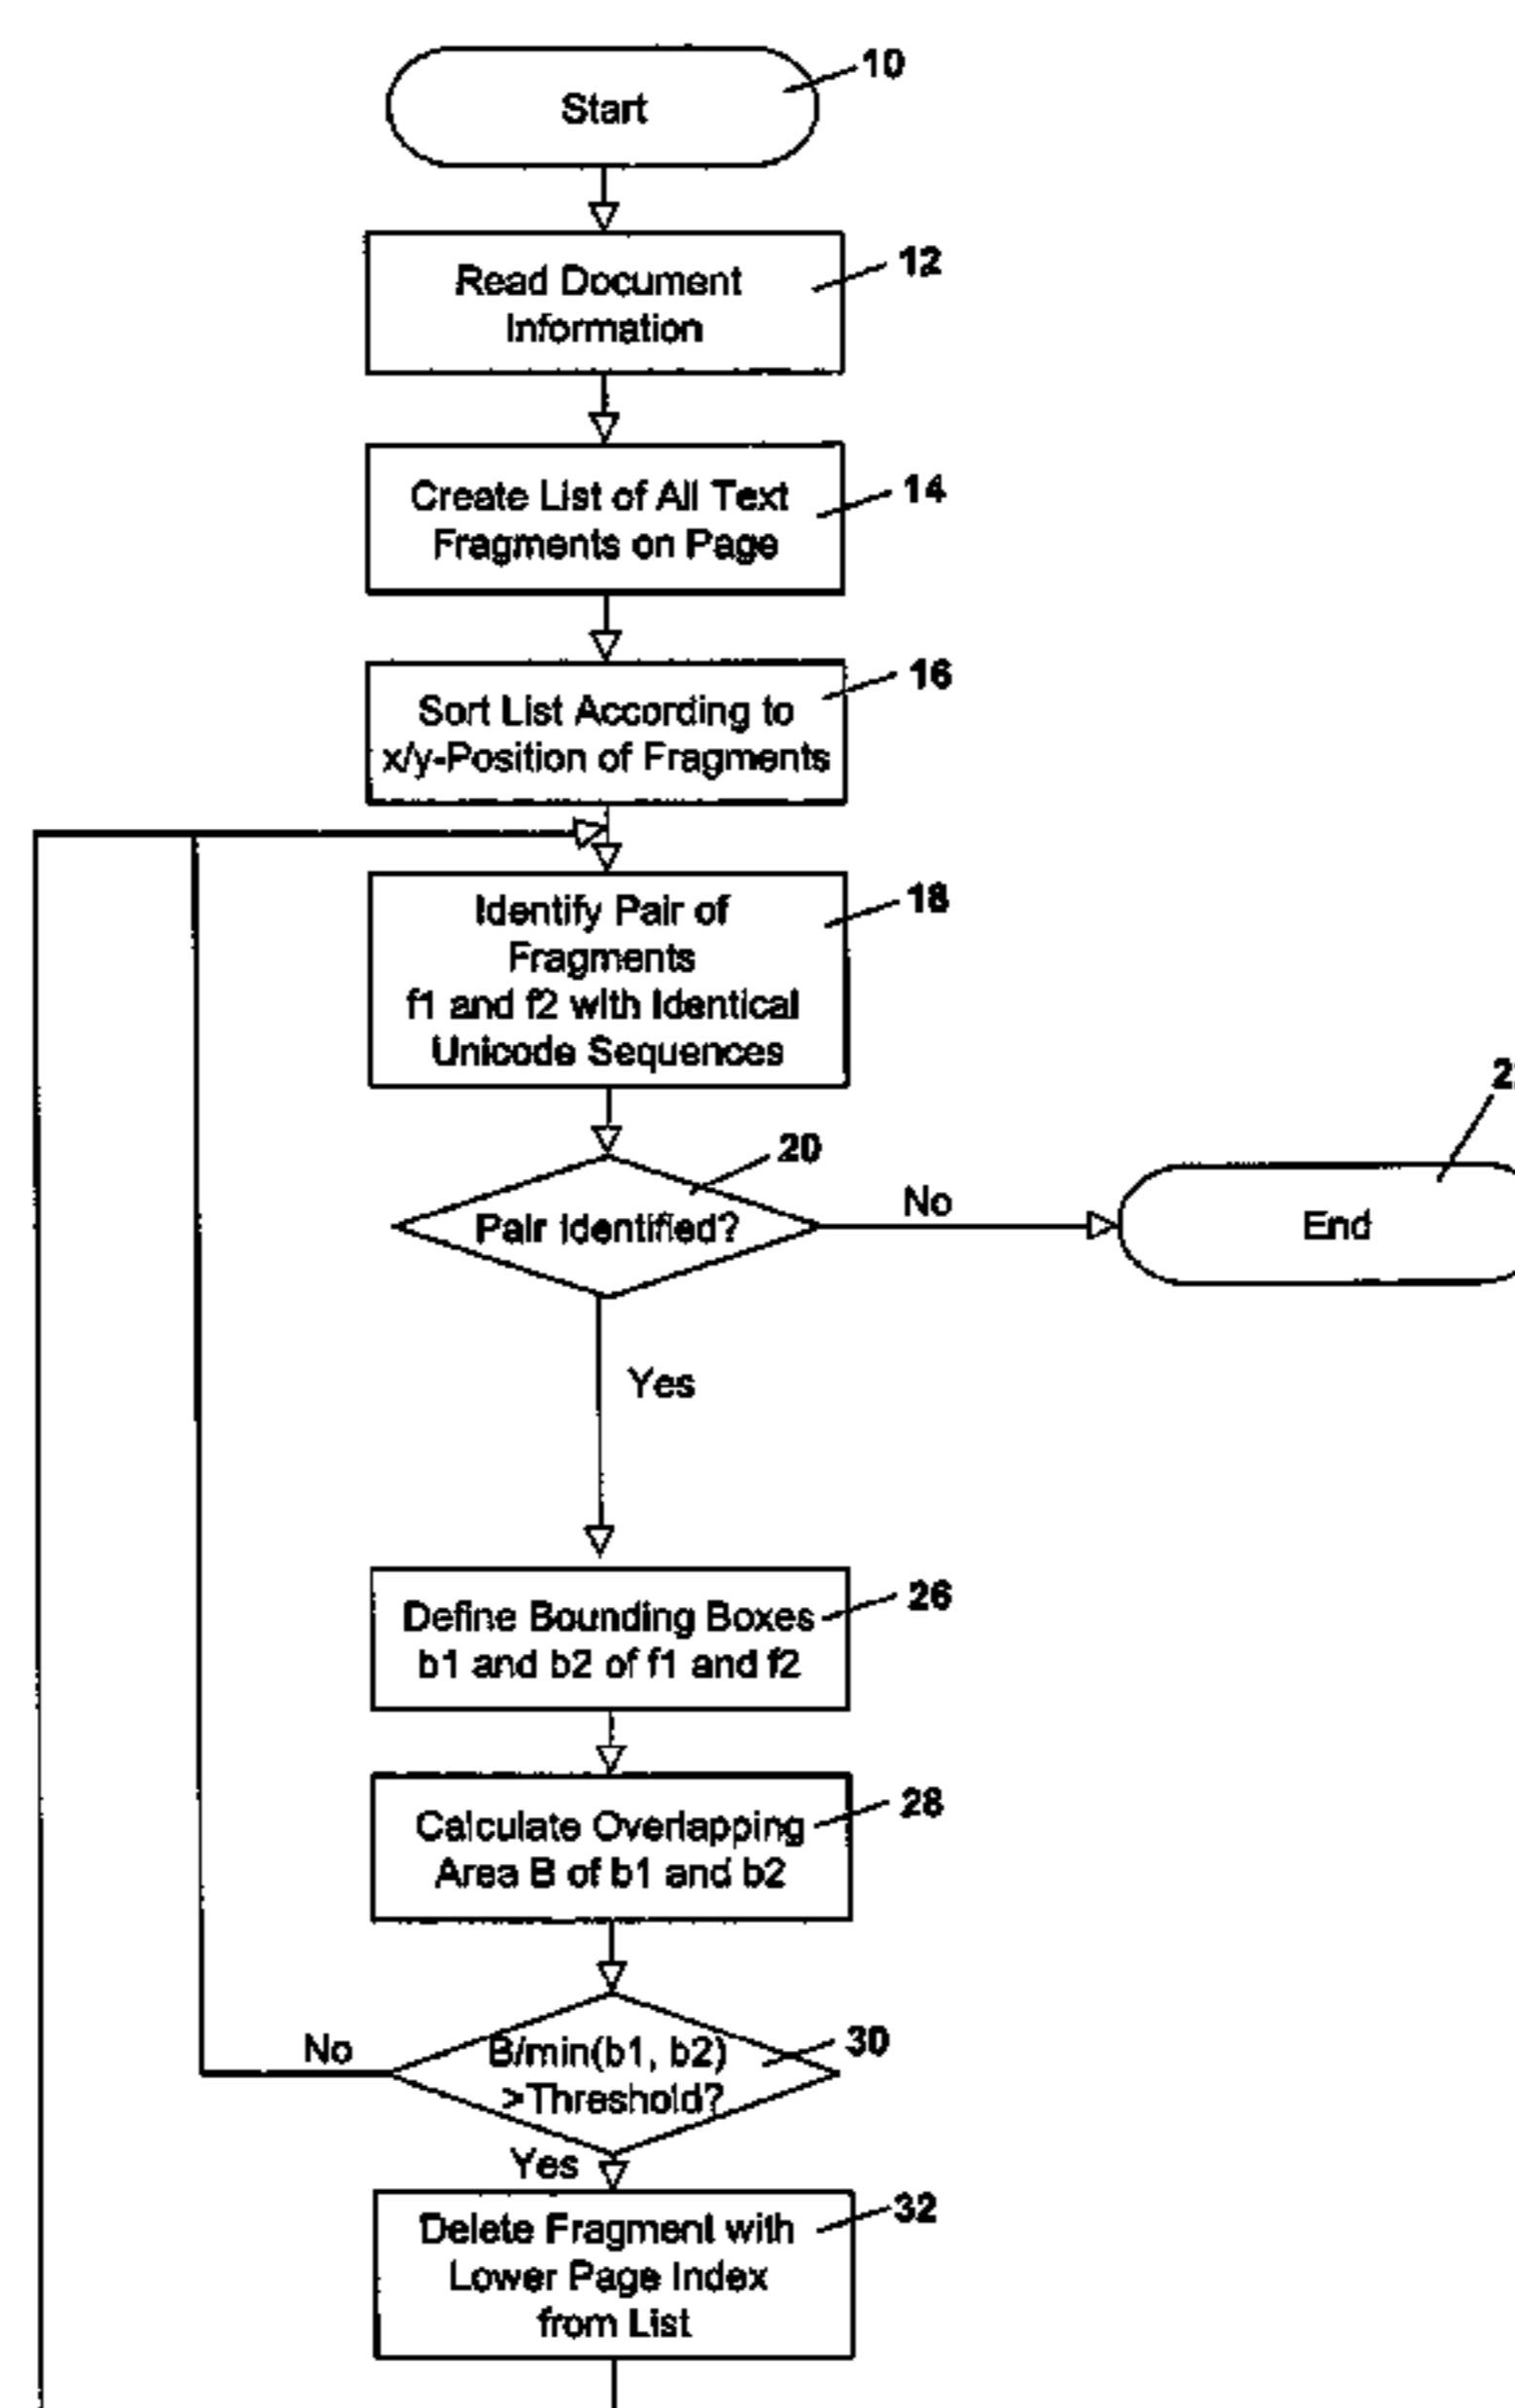 10
Start
12
Read Document
Information
14
Create List of All Text
Fragments on Page
16
Sort List According to
x/y-Position of Fragments
18
Identify Pair of
Fragments
f1 and f2 with Identical
Unicode Sequences
20
Pair Identified?
No
End
Yes
26
Define Bounding Boxes
b1 and b2 of f1 and f2
28
Calculate Overlapping
Area B of b1 and b2
30
No
B/min(b1, b2)
>Threshold?
Yes
32
Delete Fragment with
Lower Page Index
from List